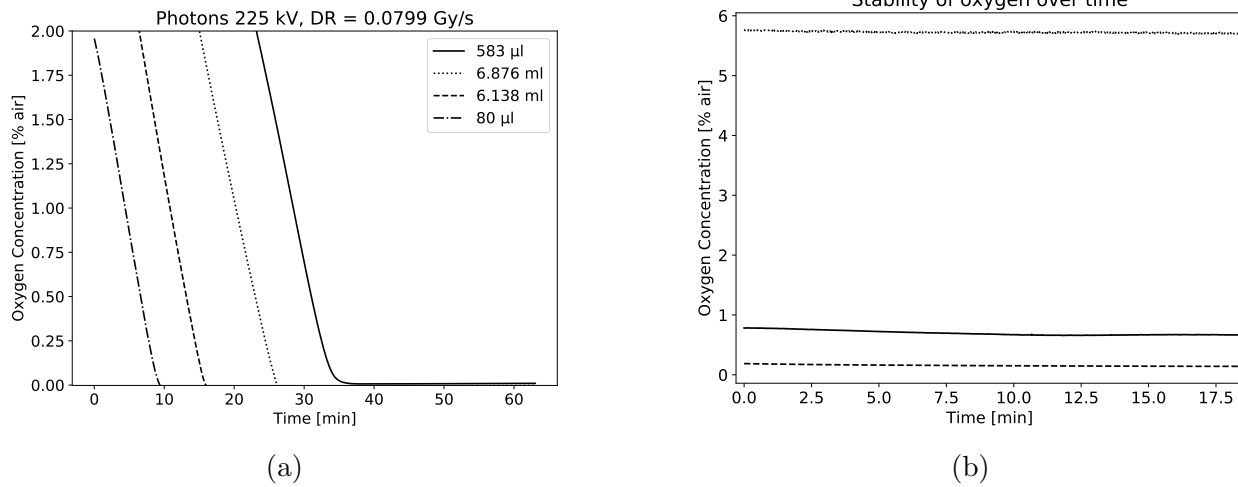 Photons 225 kV, DR = 0.0799 Gy/s
Oxygen Concentration [% air]
2.00
1.75
1.50
1.25
1.00
0.75
0.50
0.25
0.00
583 µl
6.876 ml
6.138 ml
80 µl
0 10 20 30 40 50 60
Time [min]
(a)
Stability of oxygen over time
Oxygen Concentration [% air]
6
5
4
3
2
1
0
0.0 2.5 5.0 7.5 10.0 12.5 15.0 17.5
Time [min]
(b)